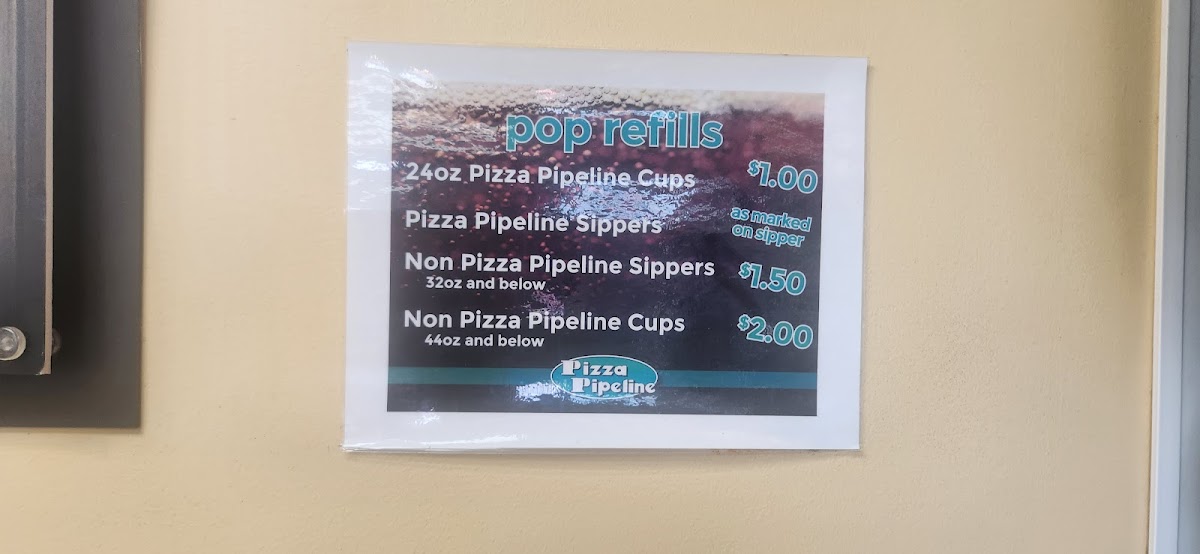 pop refills
24oz Pizza Pipeline Cups $1.00
Pizza Pipeline Sippers as marked
on sipper
Non Pizza Pipeline Sippers $1.50
32oz and below
Non Pizza Pipeline Cups $2.00
44oz and below
Pizza
Pipeline